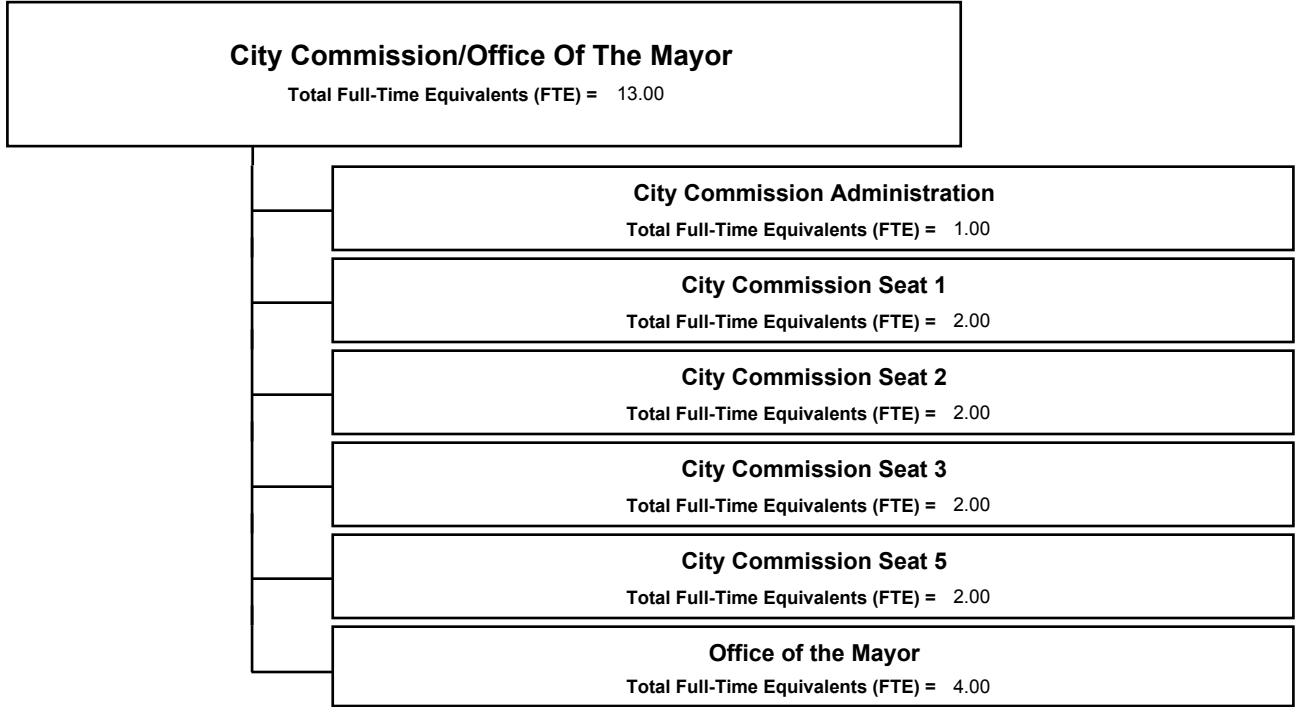 City Commission/Office Of The Mayor
Total Full-Time Equivalents (FTE) = 13.00
City Commission Administration
Total Full-Time Equivalents (FTE) = 1.00
City Commission Seat 1
Total Full-Time Equivalents (FTE) = 2.00
City Commission Seat 2
Total Full-Time Equivalents (FTE) = 2.00
City Commission Seat 3
Total Full-Time Equivalents (FTE) = 2.00
City Commission Seat 5
Total Full-Time Equivalents (FTE) = 2.00
Office of the Mayor
Total Full-Time Equivalents (FTE) = 4.00